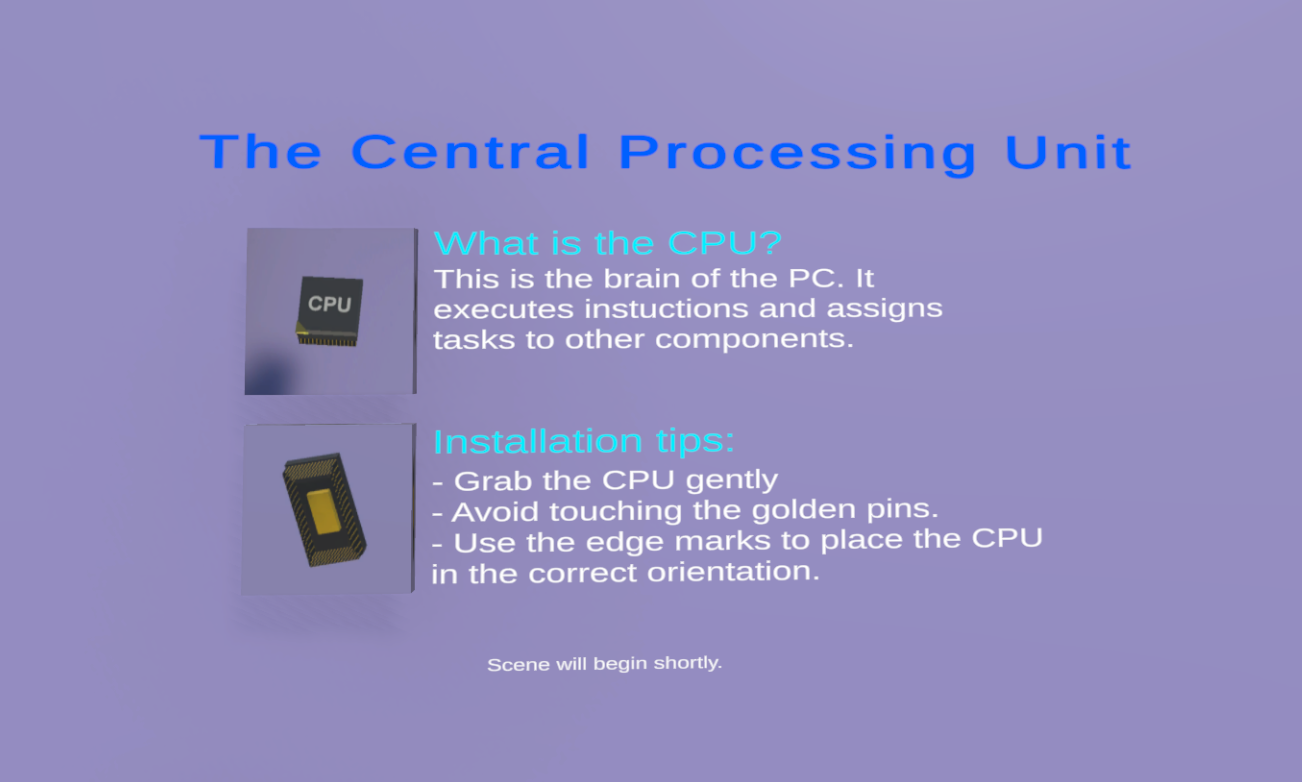 The Central Processing Unit
CPU
What is the CPU?
This is the brain of the PC. It
executes instuctions and assigns
tasks to other components.
Installation tips:
- Grab the CPU gently
- Avoid touching the golden pins.
- Use the edge marks to place the CPU
in the correct orientation.
Scene will begin shortly.